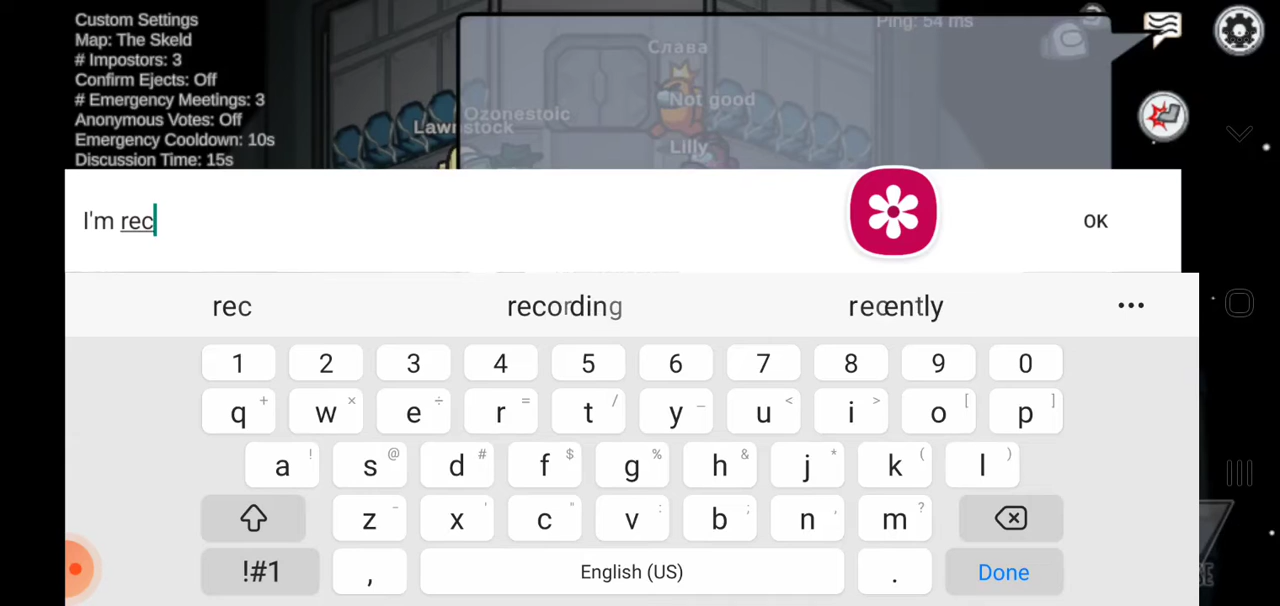 Custom Settings
Map: The Skeld
# Impostors: 3
Confirm Ejects: Off
# Emergency Meetings: 3
Anonymous Votes: Off
Emergency Cooldown: 10s
Discussion Time: 15s
Ping: 54 ms
Слава
Not good
Ozonestoic
Lawn stock
Lilly
I'm rec
OK
rec
recording
recently
1 2 3 4 5 6 7 8 9 0
q + w × e ÷ r = t / y _ u < i > o [ p ]
a ! s @ d # f $ g % h & j * k ( l )
z - x ' c " v : b ; n , m ?
!#1 , English (US) . Done